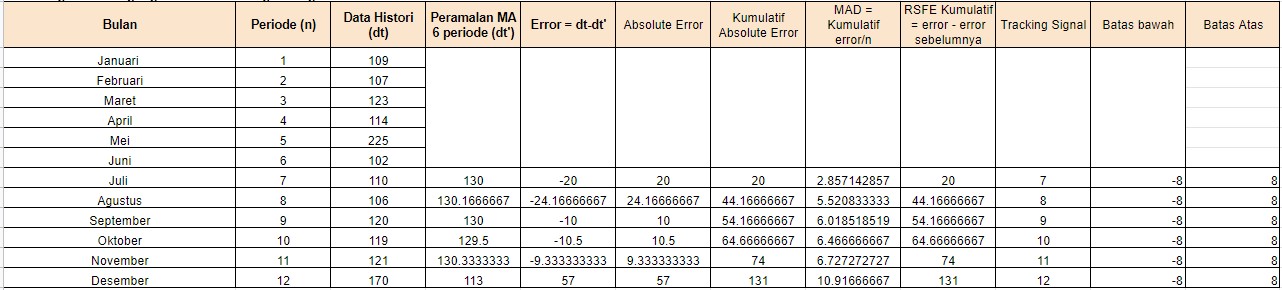 Bulan Periode (n) Data Histori (dt) Peramalan MA 6 periode (dt') Error = dt-dt' Absolute Error Kumulatif Absolute Error MAD = Kumulatif error/n RSFE Kumulatif = error - error sebelumnya Tracking Signal Batas bawah Batas Atas
Januari 1 109
Februari 2 107
Maret 3 123
April 4 114
Mei 5 225
Juni 6 102
Juli 7 110 130 -20 20 20 2.857142857 20 7 -8 8
Agustus 8 106 130.1666667 -24.16666667 24.16666667 44.16666667 5.520833333 44.16666667 8 -8 8
September 9 120 130 -10 10 54.16666667 6.018518519 54.16666667 9 -8 8
Oktober 10 119 129.5 -10.5 10.5 64.66666667 6.466666667 64.66666667 10 -8 8
November 11 121 130.3333333 -9.333333333 9.333333333 74 6.727272727 74 11 -8 8
Desember 12 170 113 57 57 131 10.91666667 131 12 -8 8